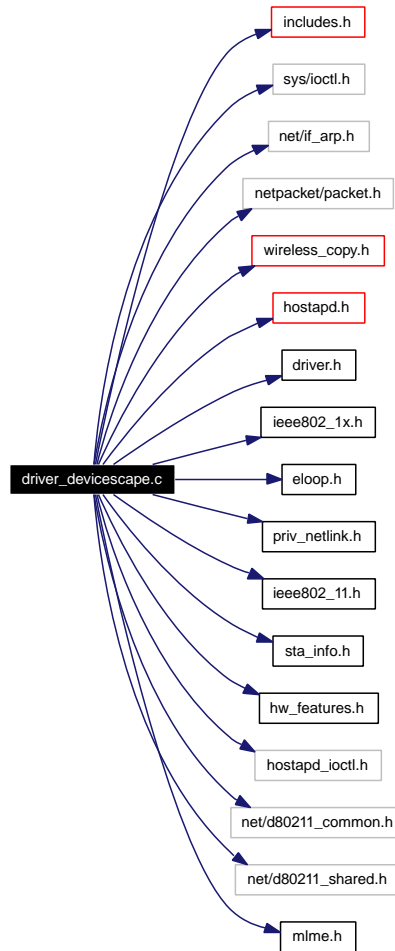 includes.h
sys/ioctl.h
net/if_arp.h
netpacket/packet.h
wireless_copy.h
hostapd.h
driver.h
ieee802_1x.h
driver_devicescape.c
eloop.h
priv_netlink.h
ieee802_11.h
sta_info.h
hw_features.h
hostapd_ioctl.h
net/d80211_common.h
net/d80211_shared.h
mlme.h